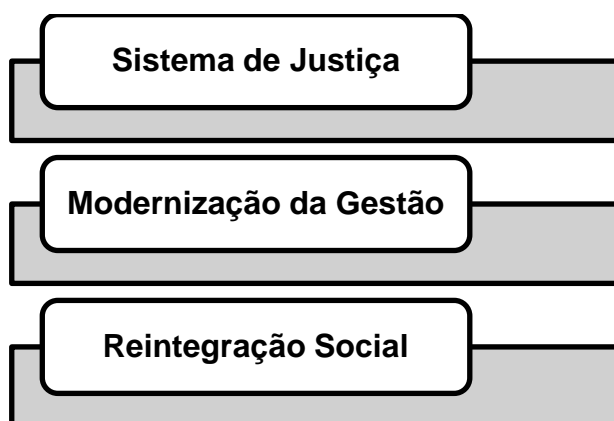 Sistema de Justiça
Modernização da Gestão
Reintegração Social